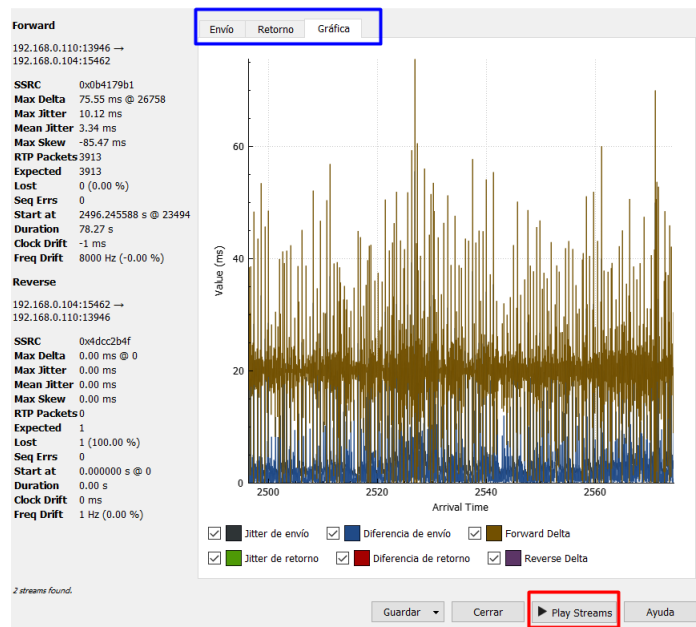 Forward
192.168.0.110:13946 →
192.168.0.104:15462
SSRC 0x0b4179b1
Max Delta 75.55 ms @ 26758
Max Jitter 10.12 ms
Mean Jitter 3.34 ms
Max Skew -85.47 ms
RTP Packets 3913
Expected 3913
Lost 0 (0.00 %)
Seq Errs 0
Start at 2496.245588 s @ 23494
Duration 78.27 s
Clock Drift -1 ms
Freq Drift 8000 Hz (-0.00 %)
Reverse
192.168.0.104:15462 →
192.168.0.110:13946
SSRC 0x4dcc2b4f
Max Delta 0.00 ms @ 0
Max Jitter 0.00 ms
Mean Jitter 0.00 ms
Max Skew 0.00 ms
RTP Packets 0
Expected 1
Lost 1 (100.00 %)
Seq Errs 0
Start at 0.000000 s @ 0
Duration 0.00 s
Clock Drift 0 ms
Freq Drift 1 Hz (0.00 %)
2 streams found.
Envío Retorno Gráfica
Value (ms)
60
40
20
0
2500 2520 2540 2560
Arrival Time
Jitter de envío Diferencia de envío Forward Delta
Jitter de retorno Diferencia de retorno Reverse Delta
Guardar Cerrar Play Streams Ayuda